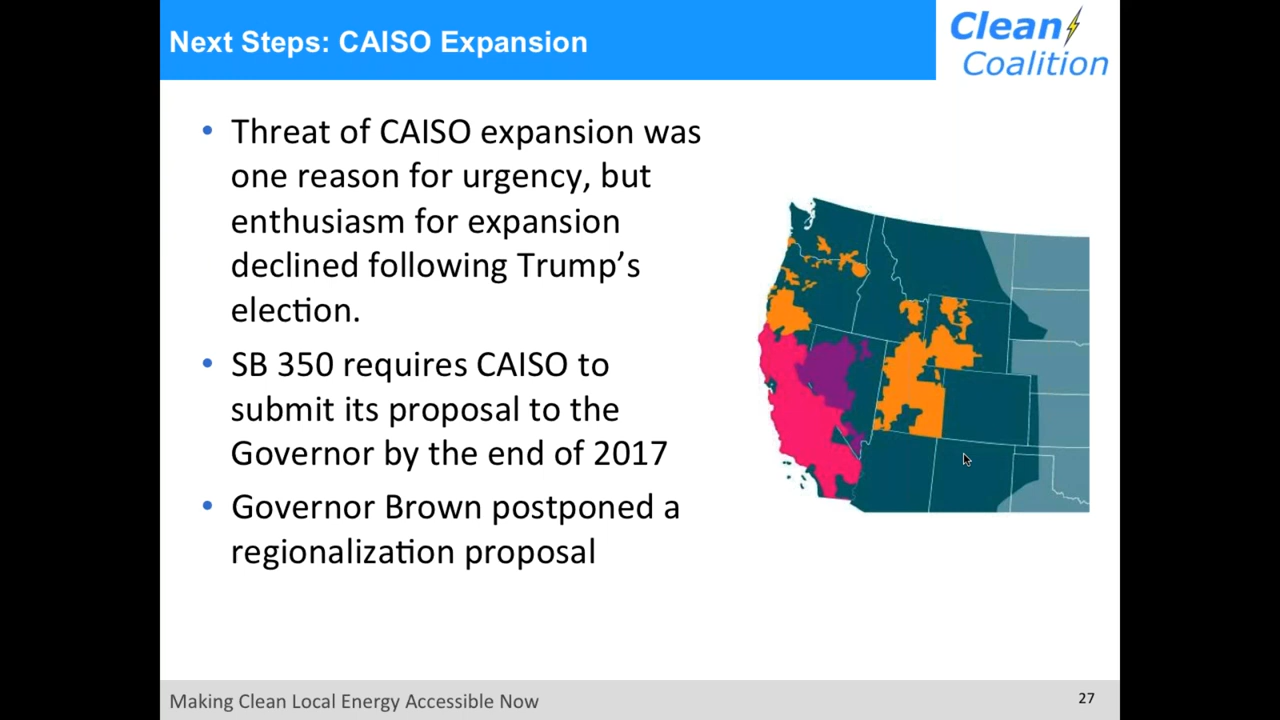 Next Steps: CAISO Expansion
Clean
Coalition
• Threat of CAISO expansion was
one reason for urgency, but
enthusiasm for expansion
declined following Trump’s
election.
• SB 350 requires CAISO to
submit its proposal to the
Governor by the end of 2017
• Governor Brown postponed a
regionalization proposal
Making Clean Local Energy Accessible Now
27